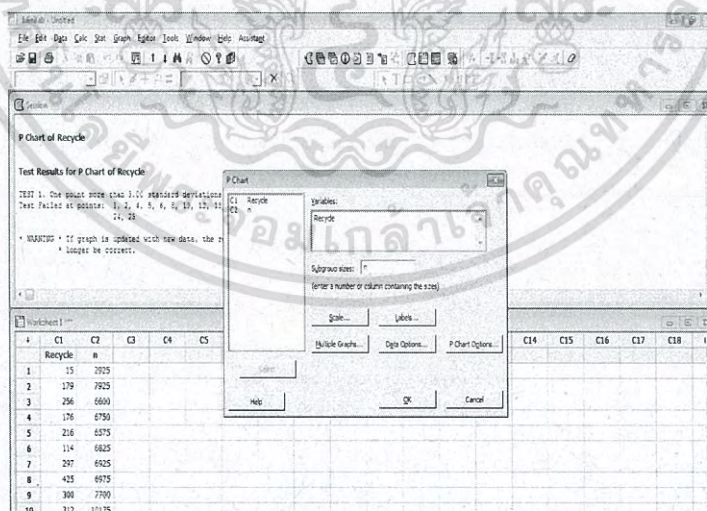 Minitab - Untitled
File Edit Data Calc Stat Graph Editor Tools Window Help Assistant
Session
P Chart of Recycle
Test Results for P Chart of Recycle
TEST 1. One point more than 3.00 standard deviations
Test Failed at points: 1, 2, 4, 5, 6, 8,
24, 28
* WARNING * If graph is updated with new data, the
* longer be correct.
P Chart
C1 Recycle
C2 n
Variables:
Recycle
Subgroup sizes: n
(enter a number or column containing the sizes)
Scale...
Labels...
Multiple Graphs...
Data Options...
P Chart Options...
Select
Help
OK
Cancel
Worksheet 1 ***
C1 C2 C3 C4 C5 C14 C15 C16 C17 C18
Recycle n
1 15 2925
2 179 7925
3 256 6600
4 176 6750
5 216 6575
6 114 6825
7 297 6925
8 425 6975
9 300 7700
10 312 10175